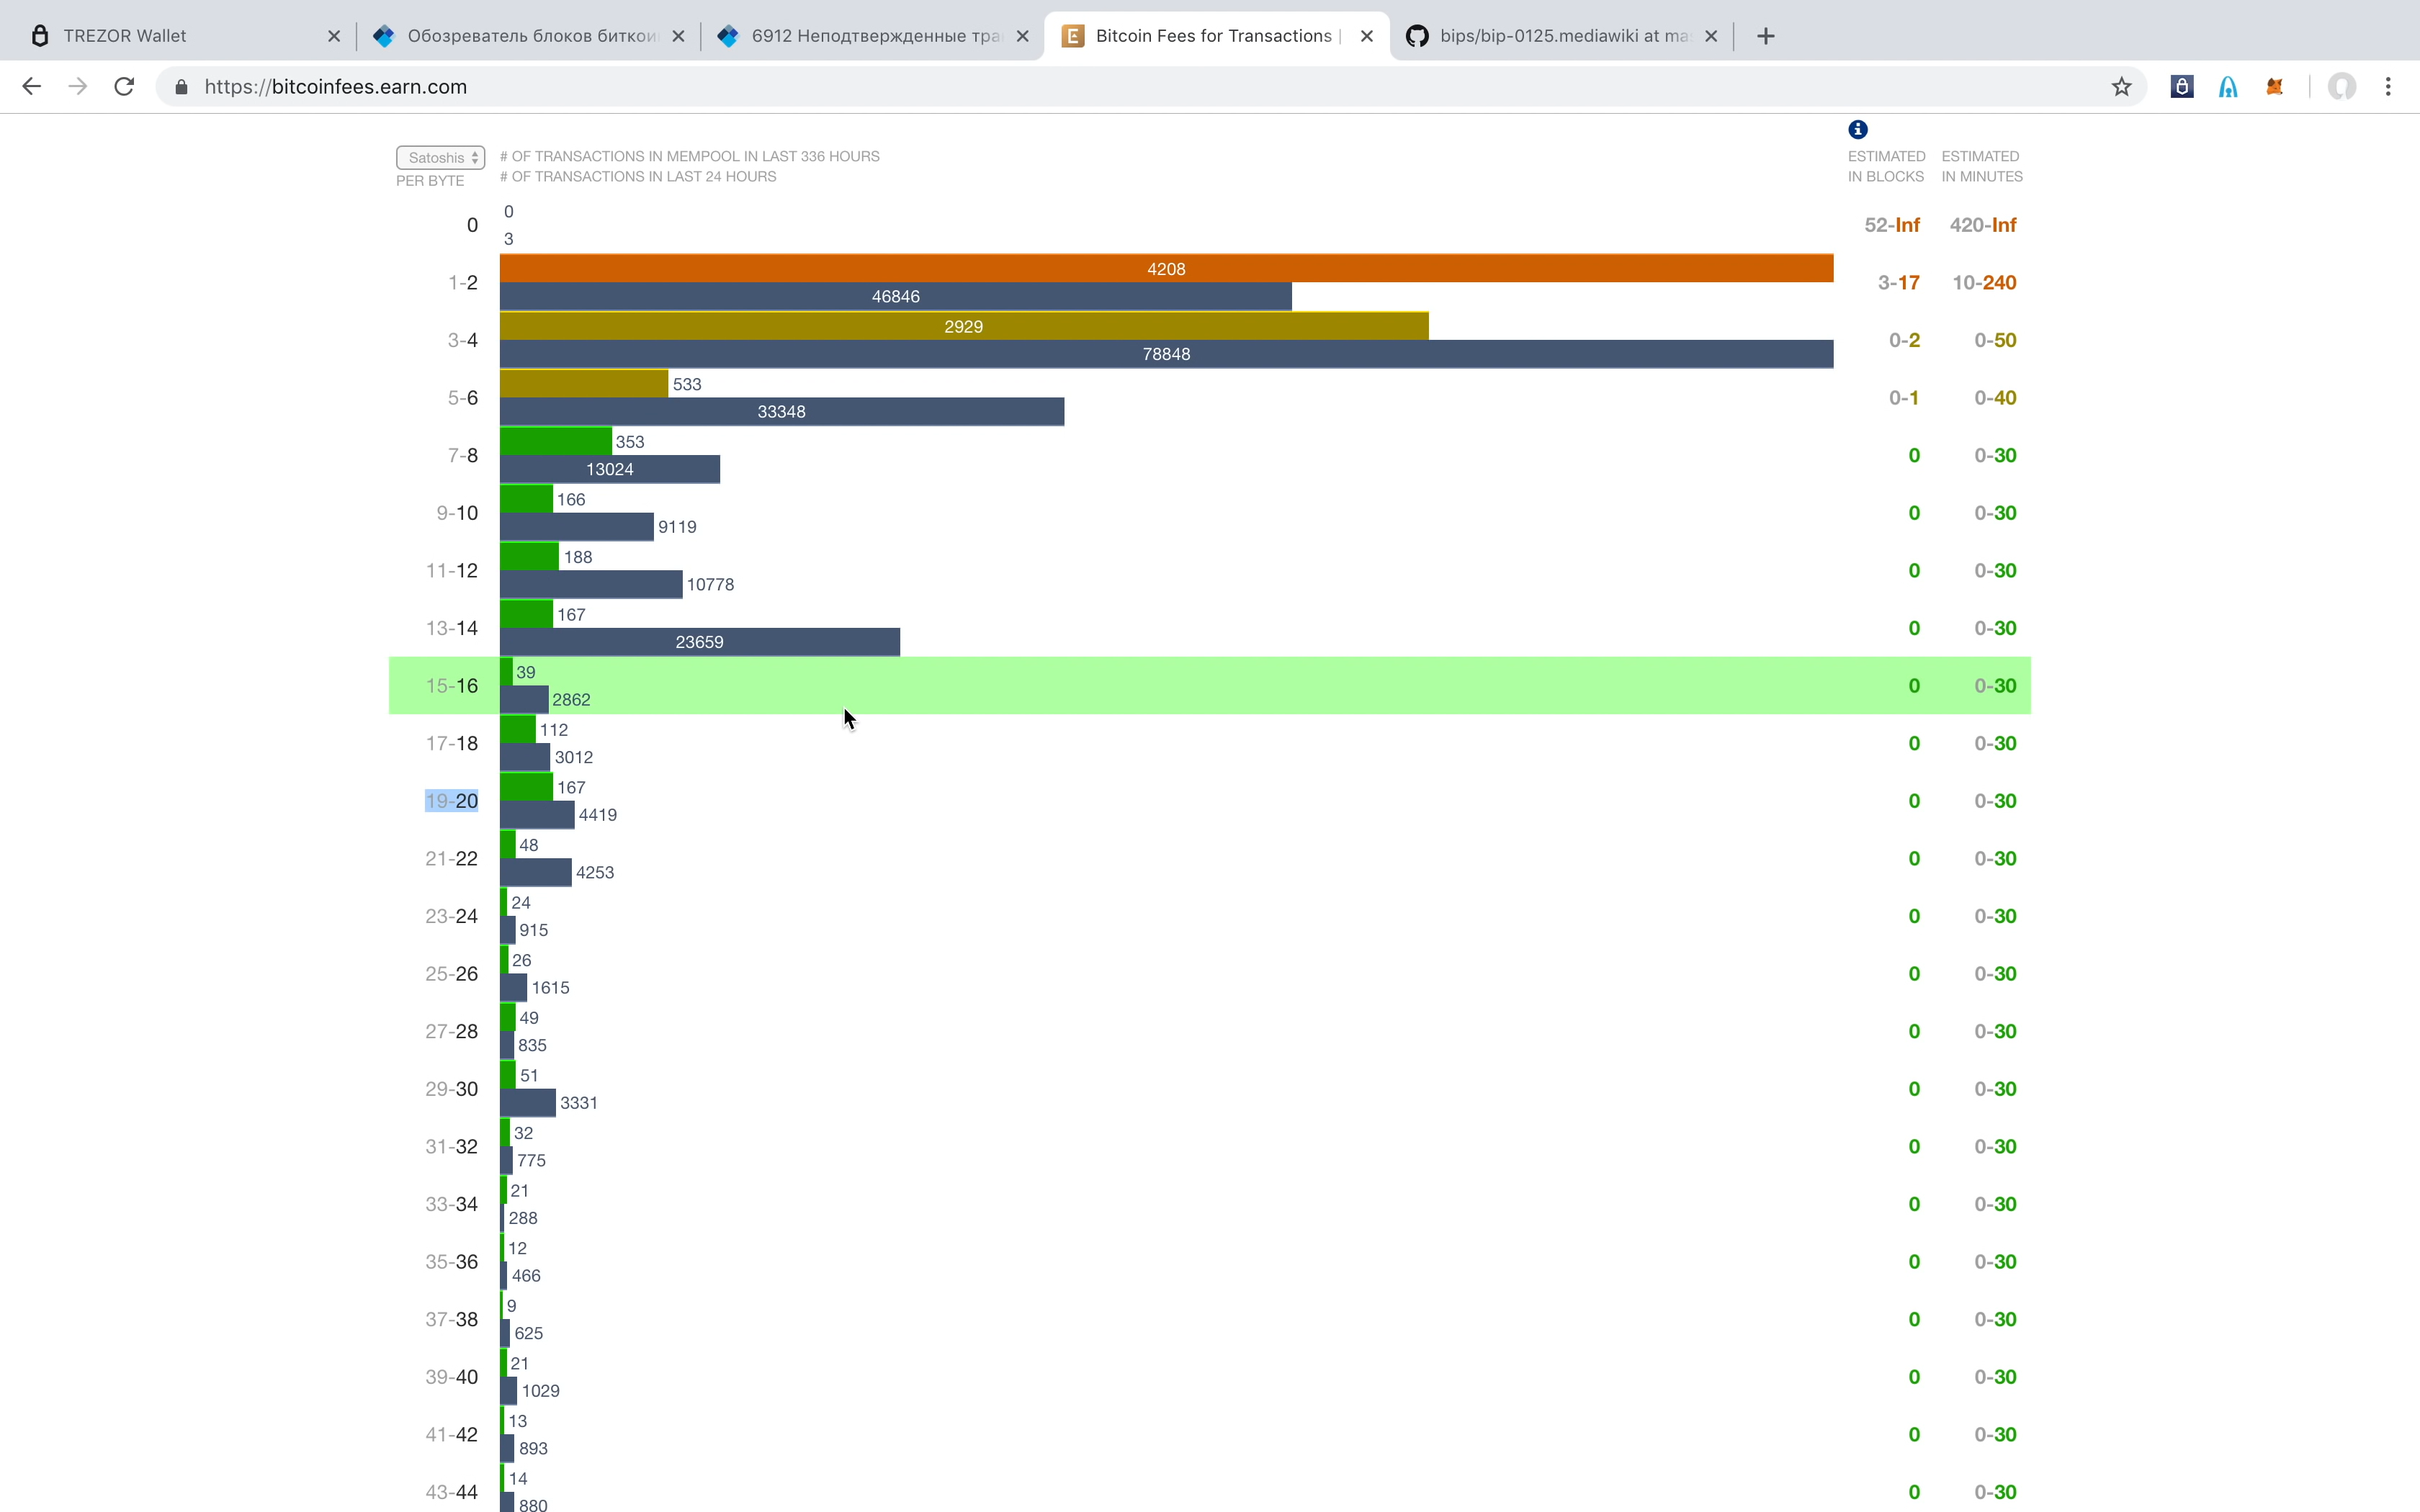 TREZOR Wallet
Обозреватель блоков биткои
6912 Неподтвержденные тра
Bitcoin Fees for Transactions |
bips/bip-0125.mediawiki at ma
https://bitcoinfees.earn.com
Satoshis
PER BYTE
# OF TRANSACTIONS IN MEMPOOL IN LAST 336 HOURS
# OF TRANSACTIONS IN LAST 24 HOURS
ESTIMATED IN BLOCKS
ESTIMATED IN MINUTES
0 0 3 52-Inf 420-Inf
1-2 4208 46846 3-17 10-240
3-4 2929 78848 0-2 0-50
5-6 533 33348 0-1 0-40
7-8 353 13024 0 0-30
9-10 166 9119 0 0-30
11-12 188 10778 0 0-30
13-14 167 23659 0 0-30
15-16 39 2862 0 0-30
17-18 112 3012 0 0-30
19-20 167 4419 0 0-30
21-22 48 4253 0 0-30
23-24 24 915 0 0-30
25-26 26 1615 0 0-30
27-28 49 835 0 0-30
29-30 51 3331 0 0-30
31-32 32 775 0 0-30
33-34 21 288 0 0-30
35-36 12 466 0 0-30
37-38 9 625 0 0-30
39-40 21 1029 0 0-30
41-42 13 893 0 0-30
43-44 14 880 0 0-30